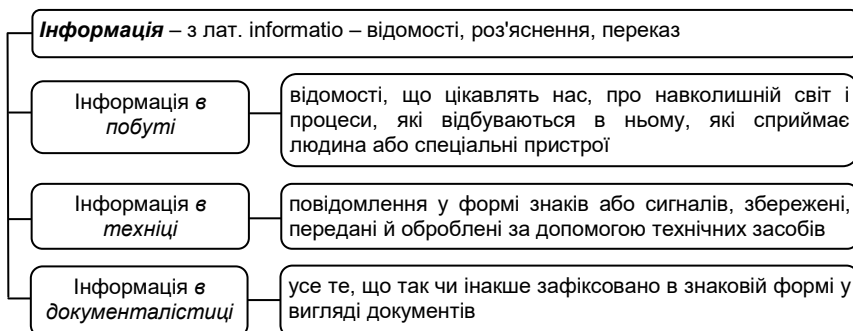 Інформація – з лат. informatio – відомості, роз'яснення, переказ
Інформація в
побуті
відомості, що цікавлять нас, про навколишній світ і
процеси, які відбуваються в ньому, які сприймає
людина або спеціальні пристрої
Інформація в
техніці
повідомлення у формі знаків або сигналів, збережені,
передані й оброблені за допомогою технічних засобів
Інформація в
документалістиці
усе те, що так чи інакше зафіксовано в знаковій формі у
вигляді документів